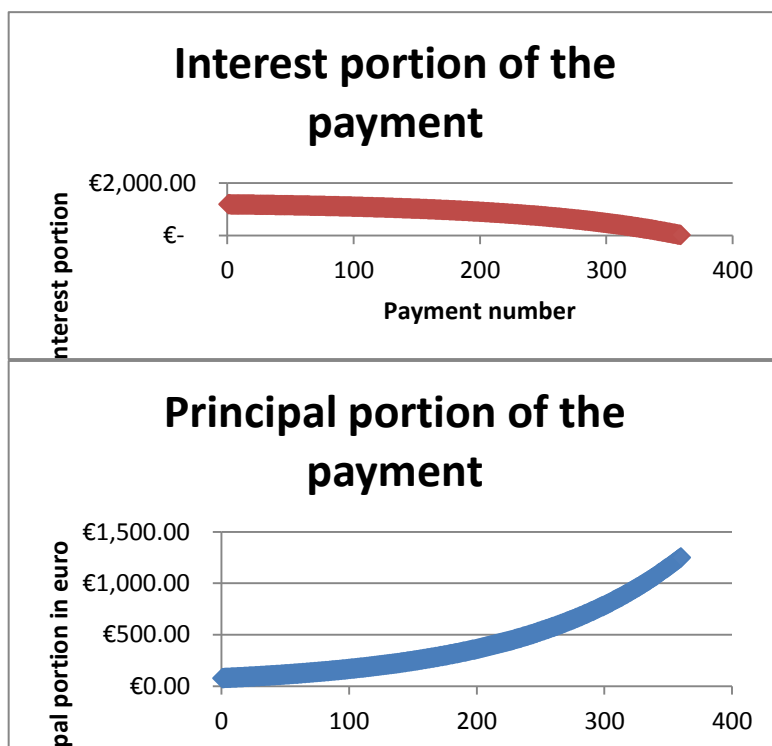 Interest portion of the
payment
€2,000.00
€-
0 100 200 300 400
Payment number
nterest portion
Principal portion of the
payment
€1,500.00
€1,000.00
€500.00
€0.00
0 100 200 300 400
pal portion in euro